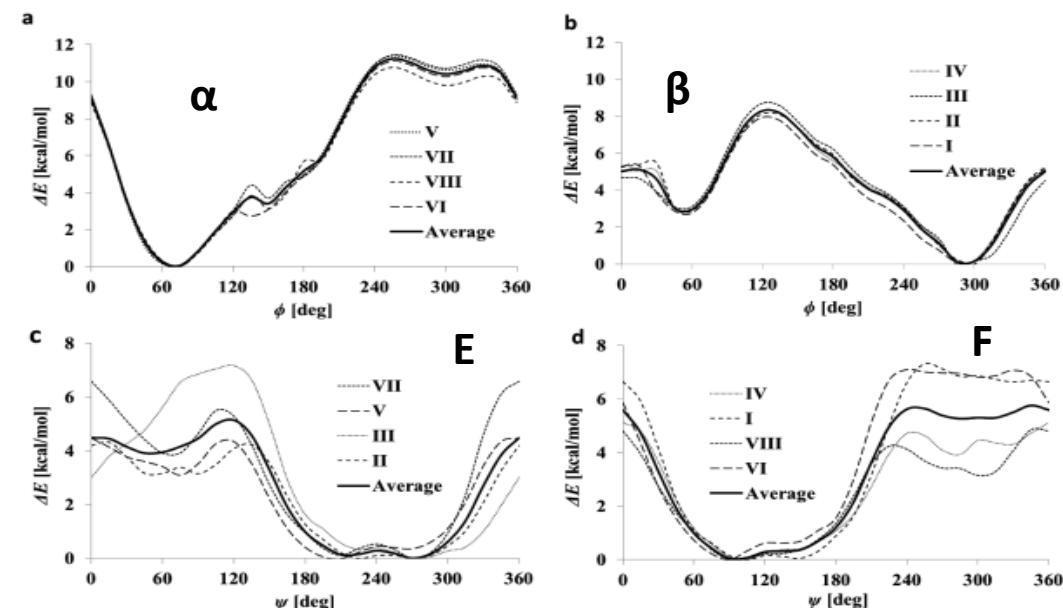 a
12
10
8
6
4
2
0
ΔE [kcal/mol]
α
V
VII
VIII
VI
Average
0 60 120 180 240 300 360
ϕ [deg]
b
12
10
8
6
4
2
0
ΔE [kcal/mol]
β
IV
III
II
I
Average
0 60 120 180 240 300 360
ϕ [deg]
c
8
6
4
2
0
ΔE [kcal/mol]
E
VII
V
III
II
Average
0 60 120 180 240 300 360
ψ [deg]
d
8
6
4
2
0
ΔE [kcal/mol]
F
IV
I
VIII
VI
Average
0 60 120 180 240 300 360
ψ [deg]